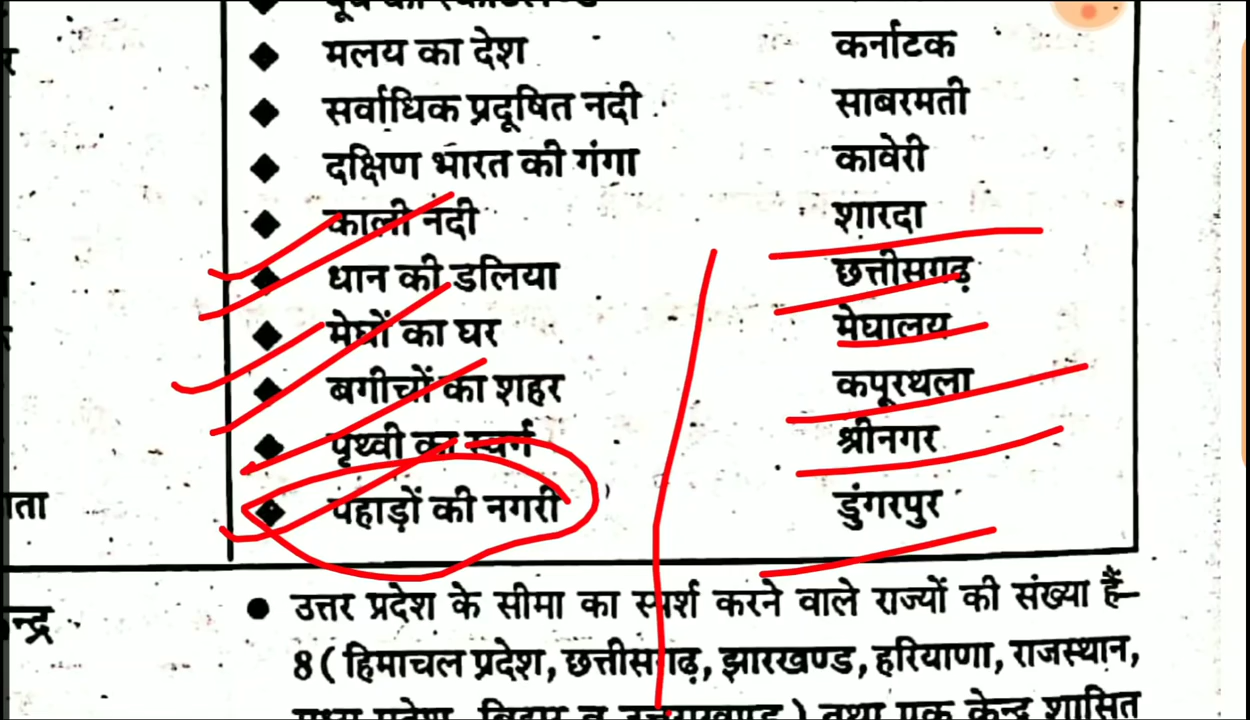 ◆ मलय का देश कर्नाटक
◆ सर्वाधिक प्रदूषित नदी साबरमती
◆ दक्षिण भारत की गंगा कावेरी
◆ काली नदी शारदा
◆ धान की डलिया छत्तीसगढ़
◆ मेघों का घर मेघालय
◆ बगीचों का शहर कपूरथला
◆ पृथ्वी का स्वर्ग श्रीनगर
◆ पहाड़ों की नगरी डुंगरपुर
● उत्तर प्रदेश के सीमा का स्पर्श करने वाले राज्यों की संख्या हैं–
8 ( हिमाचल प्रदेश, छत्तीसगढ़, झारखण्ड, हरियाणा, राजस्थान,